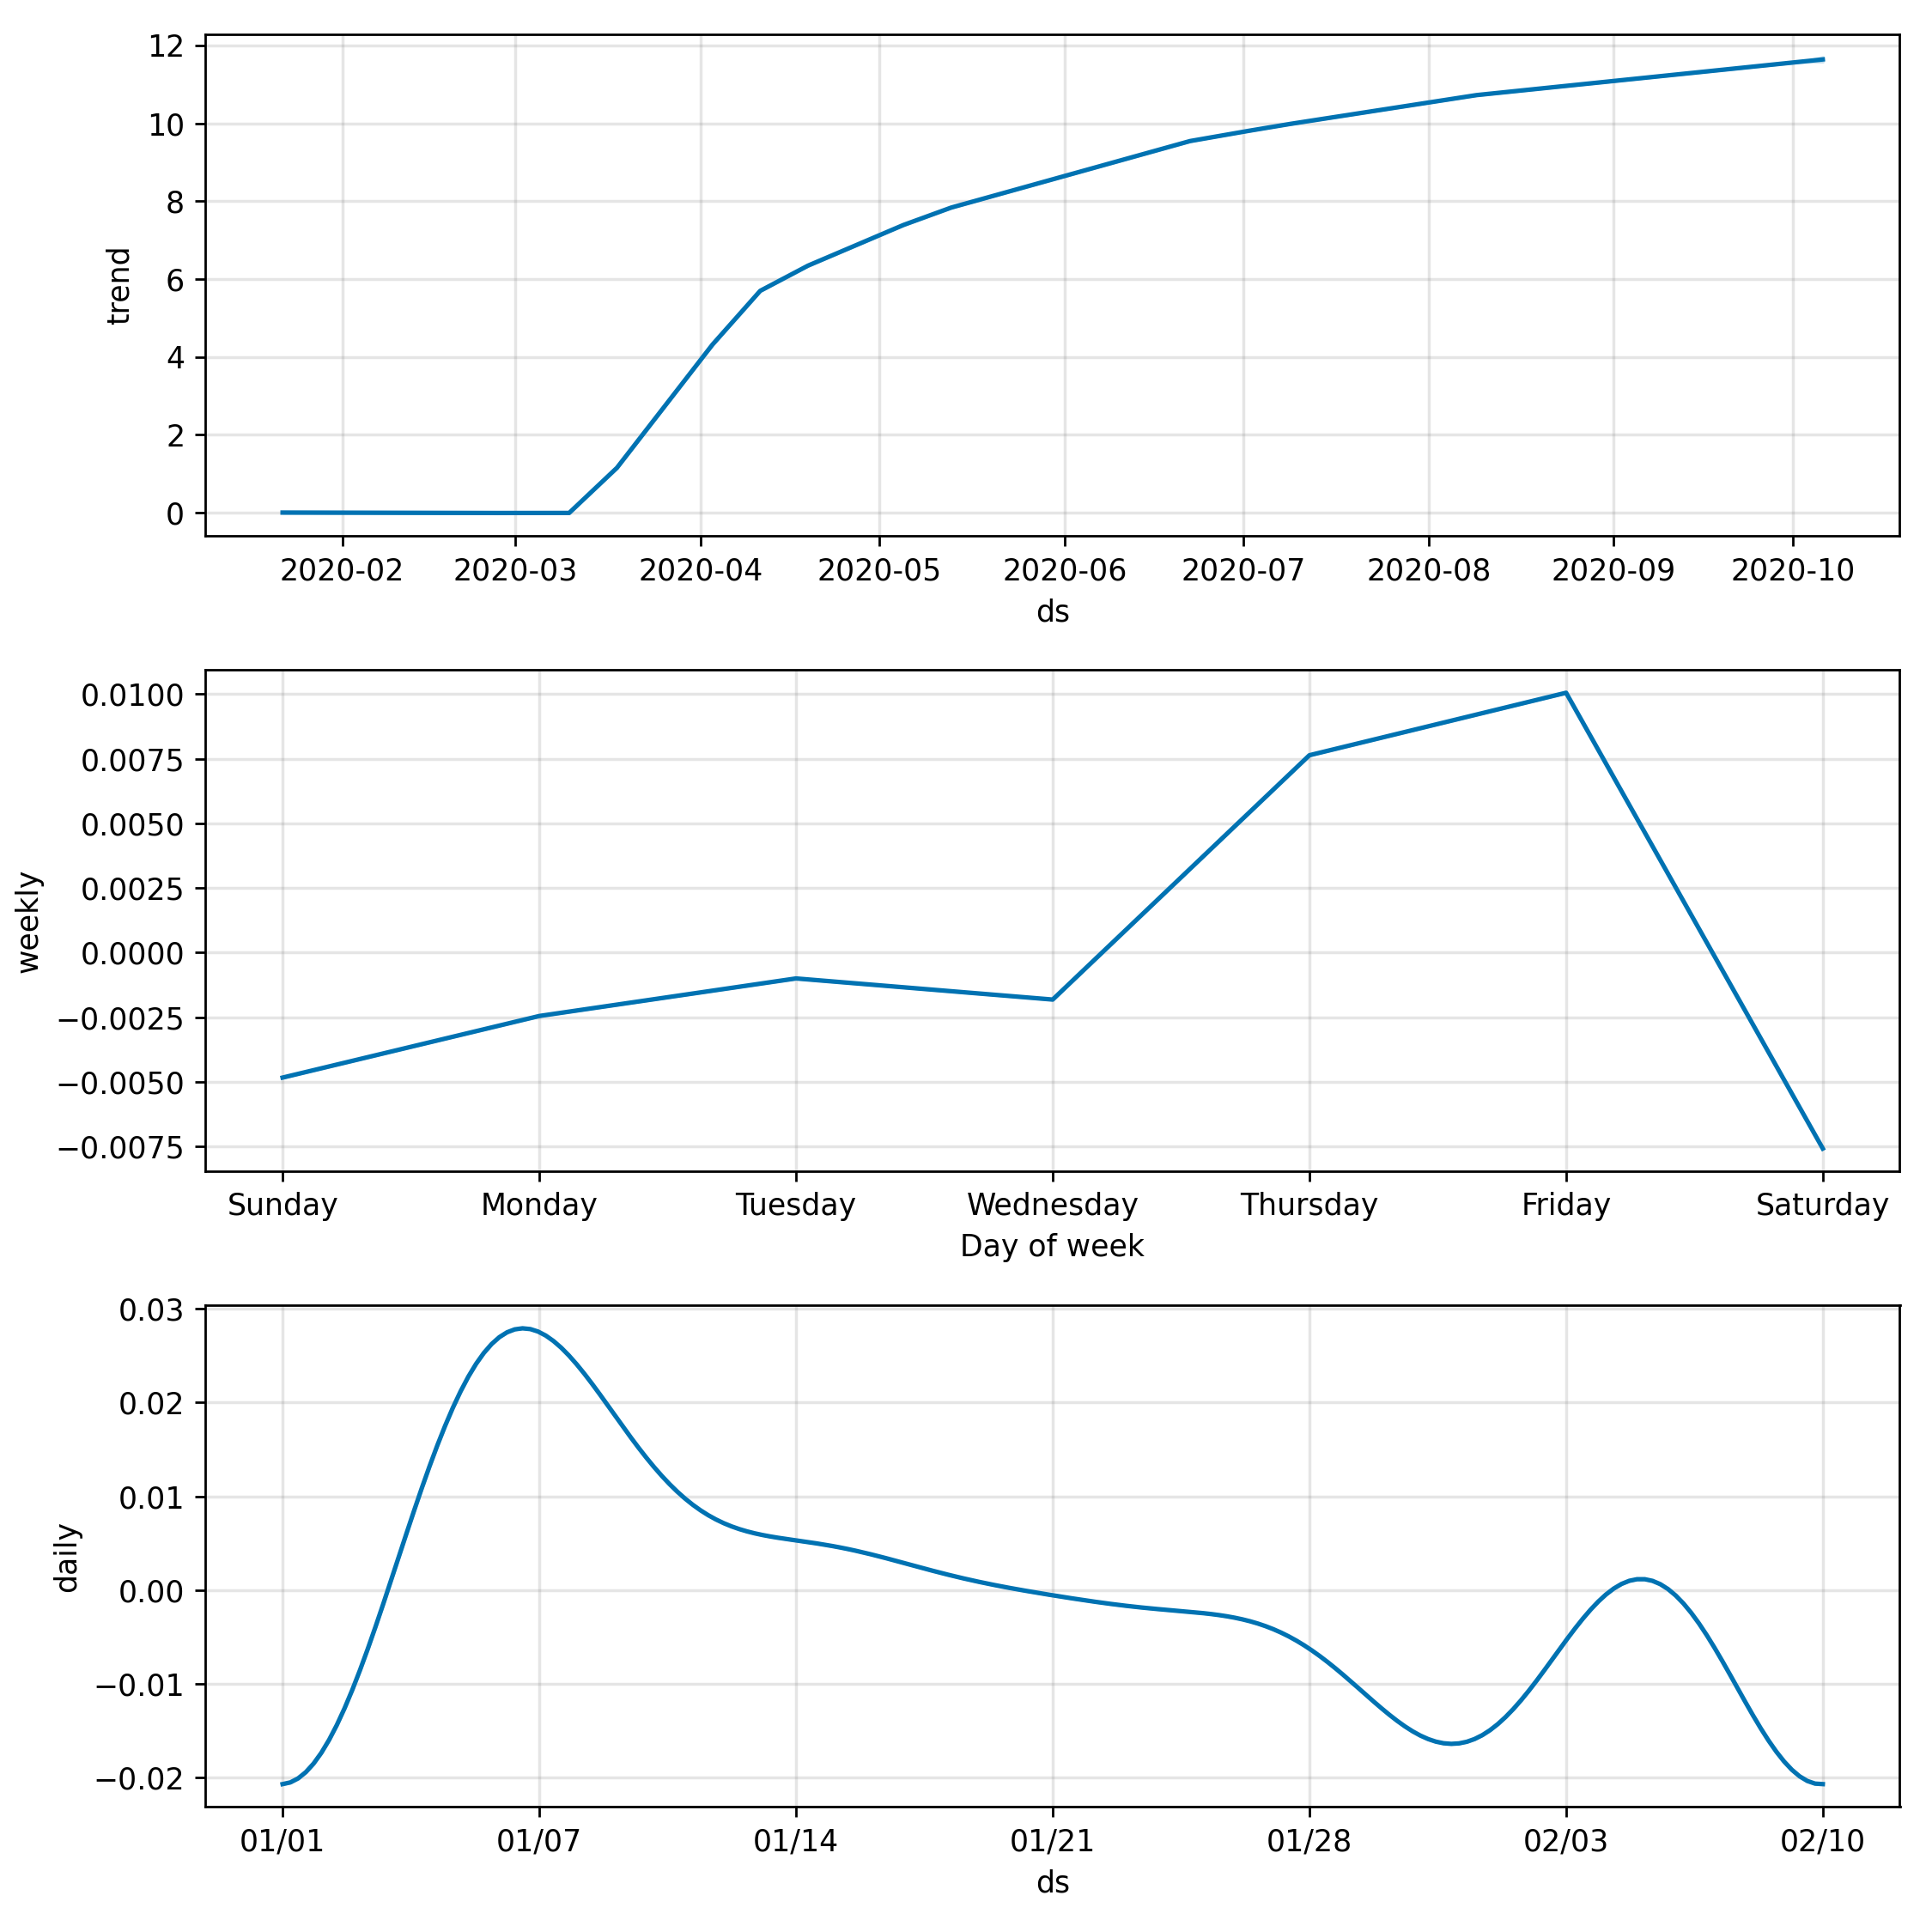 12
10
8
6
4
2
0
trend
2020-02 2020-03 2020-04 2020-05 2020-06 2020-07 2020-08 2020-09 2020-10
ds
0.0100
0.0075
0.0050
0.0025
0.0000
−0.0025
−0.0050
−0.0075
weekly
Sunday Monday Tuesday Wednesday Thursday Friday Saturday
Day of week
0.03
0.02
0.01
0.00
−0.01
−0.02
daily
01/01 01/07 01/14 01/21 01/28 02/03 02/10
ds